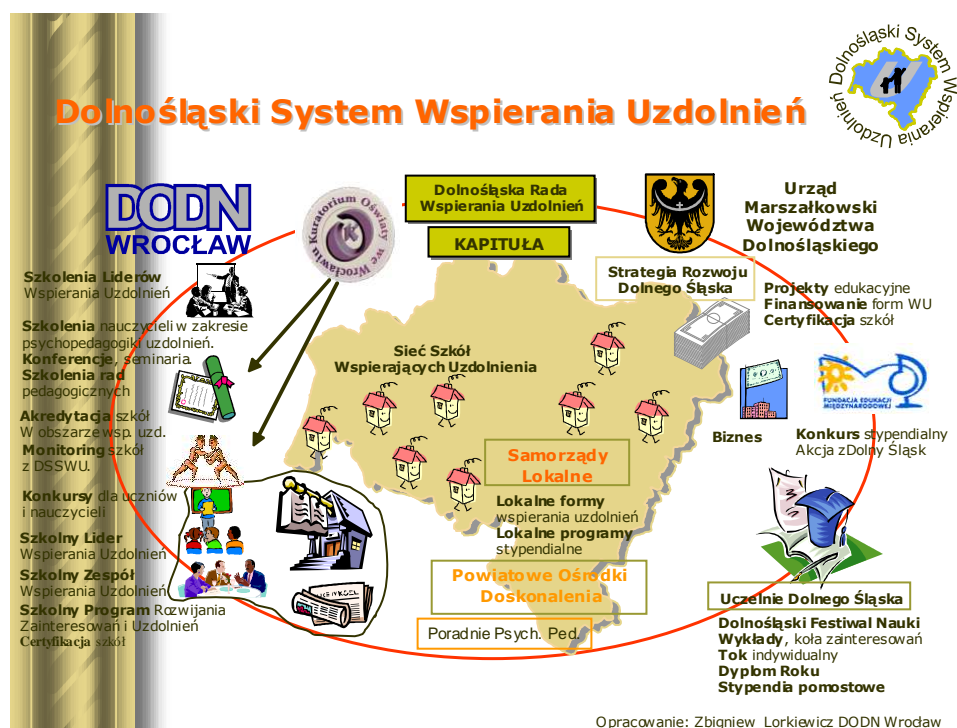 Dolnośląski System Wspierania Uzdolnień
Dolnośląski System Wspierania Uzdolnień
DODN
WROCŁAW
Kuratorium Oświaty we Wrocławiu
Dolnośląska Rada
Wspierania Uzdolnień
KAPITUŁA
Urząd
Marszałkowski
Województwa
Dolnośląskiego
Strategia Rozwoju
Dolnego Śląska
Projekty edukacyjne
Finansowanie form WU
Certyfikacja szkół
Szkolenia Liderów
Wspierania Uzdolnień
Szkolenia nauczycieli w zakresie
psychopedagogiki uzdolnień.
Konferencje, seminaria.
Szkolenia rad
pedagogicznych
Akredytacja szkół
W obszarze wsp. uzd.
Monitoring szkół
z DSSWU.
Konkursy dla uczniów
i nauczycieli
Szkolny Lider
Wspierania Uzdolnień
Szkolny Zespół
Wspierania Uzdolnień
Szkolny Program Rozwijania
Zainteresowań i Uzdolnień
Certyfikacja szkół
Sieć Szkół
Wspierających Uzdolnienia
Samorządy
Lokalne
Lokalne formy
wspierania uzdolnień
Lokalne programy
stypendialne
Powiatowe Ośrodki
Doskonalenia
Poradnie Psych. Ped.
Biznes
FUNDACJA EDUKACJI
MIĘDZYNARODOWEJ
Konkurs stypendialny
Akcja zDolny Śląsk
Uczelnie Dolnego Śląska
Dolnośląski Festiwal Nauki
Wykłady, koła zainteresowań
Tok indywidualny
Dyplom Roku
Stypendia pomostowe
Opracowanie: Zbigniew Lorkiewicz DODN Wrocław